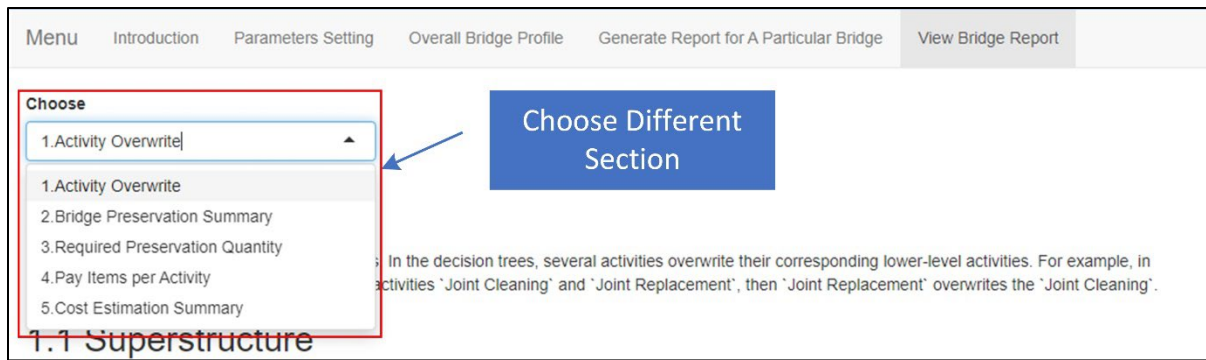 Menu Introduction Parameters Setting Overall Bridge Profile Generate Report for A Particular Bridge View Bridge Report
Choose
1.Activity Overwrite
Choose Different
Section
1.Activity Overwrite
2.Bridge Preservation Summary
3.Required Preservation Quantity
4.Pay Items per Activity
5.Cost Estimation Summary
In the decision trees, several activities overwrite their corresponding lower-level activities. For example, in
activities `Joint Cleaning` and `Joint Replacement`, then `Joint Replacement` overwrites the `Joint Cleaning`.
1.1 Superstructure